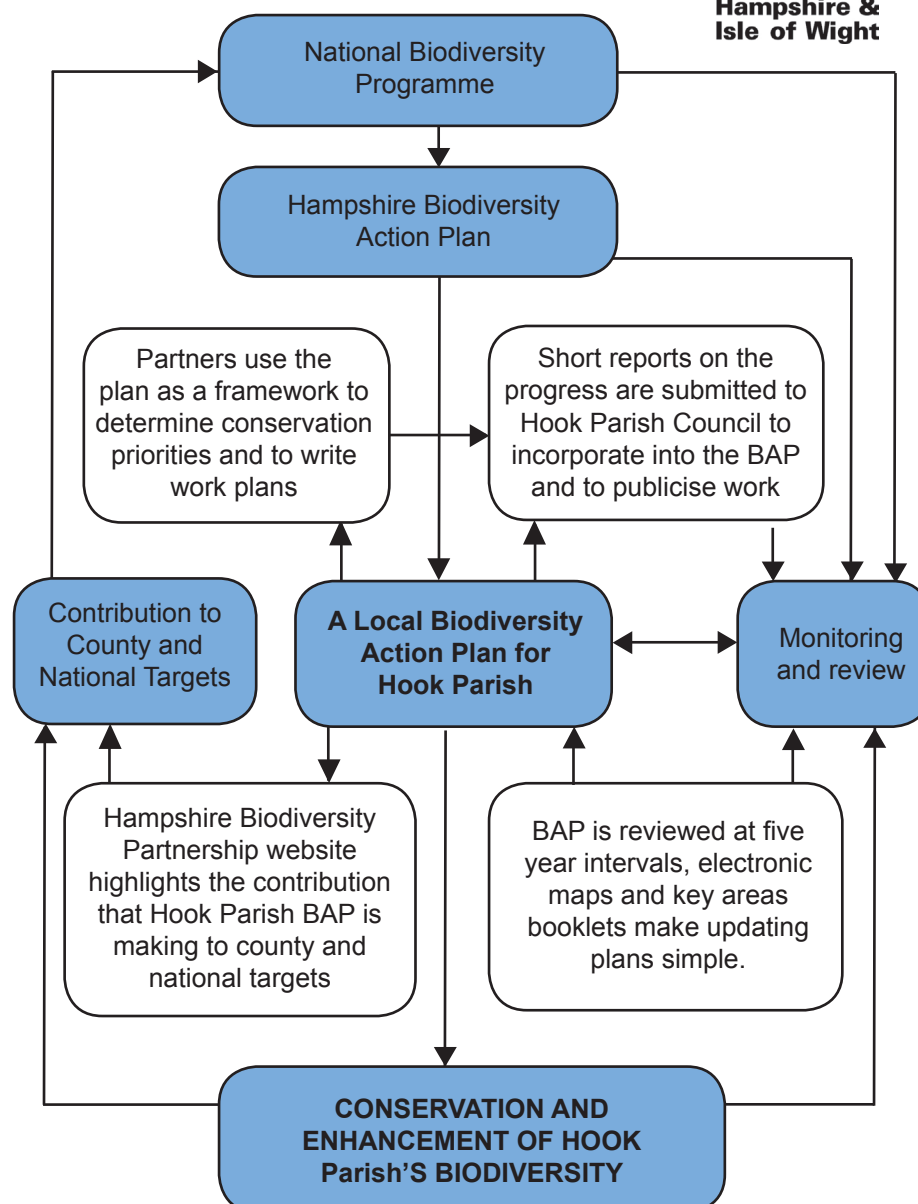 Hampshire &
Isle of Wight
National Biodiversity
Programme
Hampshire Biodiversity
Action Plan
Partners use the
plan as a framework to
determine conservation
priorities and to write
work plans
Short reports on the
progress are submitted to
Hook Parish Council to
incorporate into the BAP
and to publicise work
Contribution to
County and
National Targets
A Local Biodiversity
Action Plan for
Hook Parish
Monitoring
and review
Hampshire Biodiversity
Partnership website
highlights the contribution
that Hook Parish BAP is
making to county and
national targets
BAP is reviewed at five
year intervals, electronic
maps and key areas
booklets make updating
plans simple.
CONSERVATION AND
ENHANCEMENT OF HOOK
Parish'S BIODIVERSITY